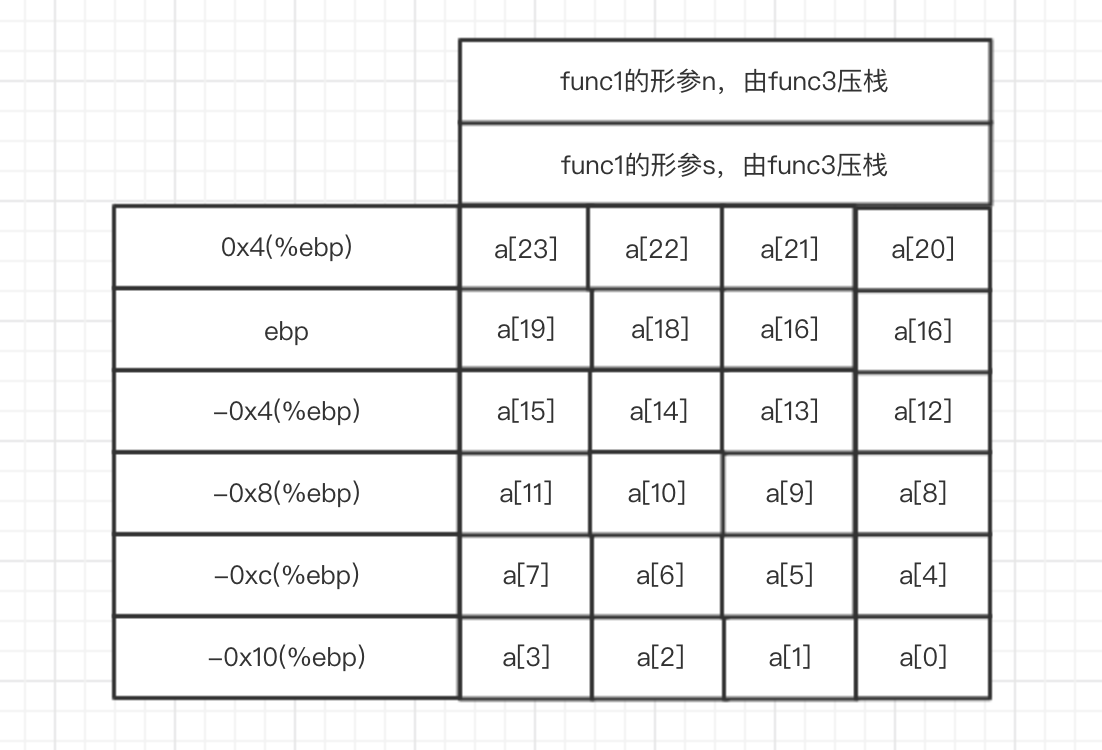 func1的形参n，由func3压栈
func1的形参s，由func3压栈
0x4(%ebp) a[23] a[22] a[21] a[20]
ebp a[19] a[18] a[16] a[16]
-0x4(%ebp) a[15] a[14] a[13] a[12]
-0x8(%ebp) a[11] a[10] a[9] a[8]
-0xc(%ebp) a[7] a[6] a[5] a[4]
-0x10(%ebp) a[3] a[2] a[1] a[0]